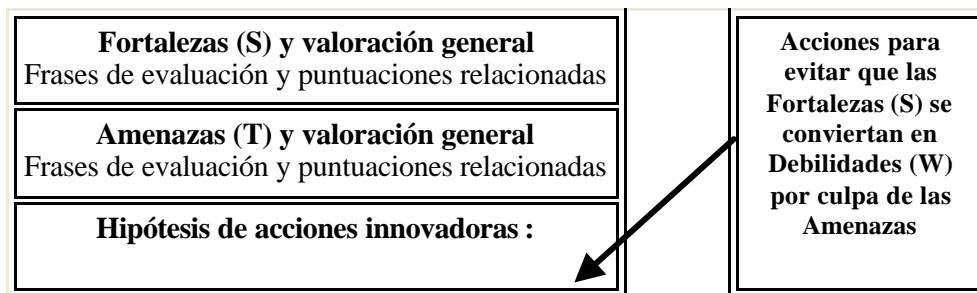 Fortalezas (S) y valoración general
Frases de evaluación y puntuaciones relacionadas
Amenazas (T) y valoración general
Frases de evaluación y puntuaciones relacionadas
Hipótesis de acciones innovadoras :
Acciones para
evitar que las
Fortalezas (S) se
conviertan en
Debilidades (W)
por culpa de las
Amenazas